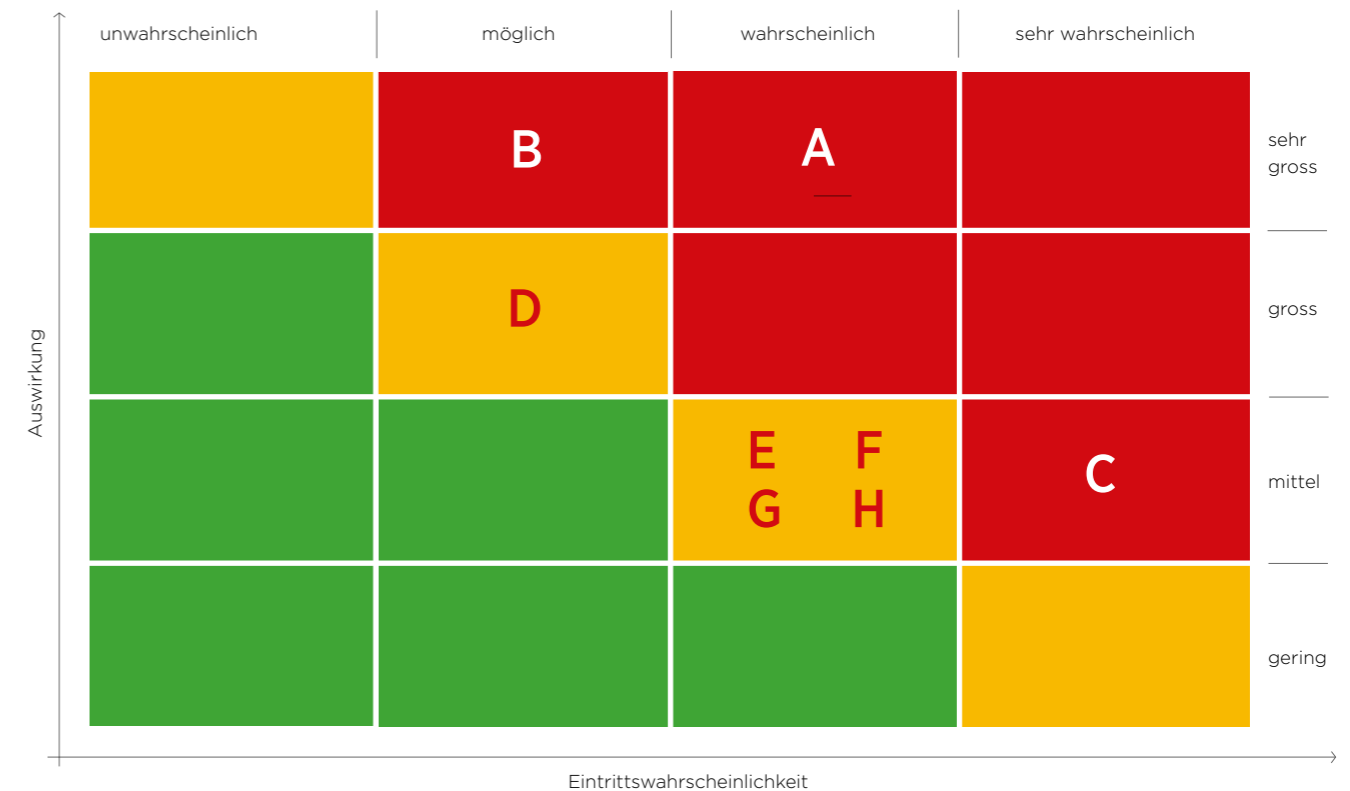 unwahrscheinlich
möglich
wahrscheinlich
sehr wahrscheinlich
B
A
sehr
gross
D
gross
Auswirkung
E F
G H
C
mittel
gering
Eintrittswahrscheinlichkeit